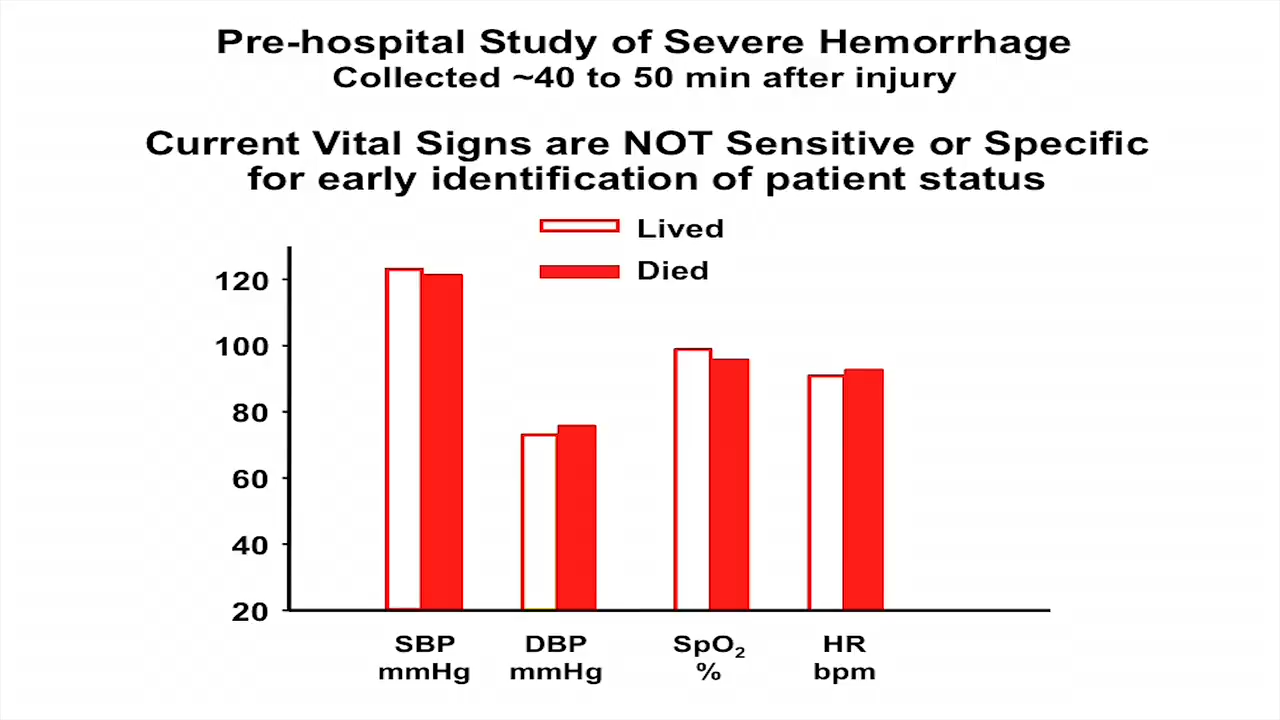 Pre-hospital Study of Severe Hemorrhage
Collected ~40 to 50 min after injury
Current Vital Signs are NOT Sensitive or Specific
for early identification of patient status
Lived
Died
120
100
80
60
40
20
SBP DBP SpO₂ HR
mmHg mmHg % bpm